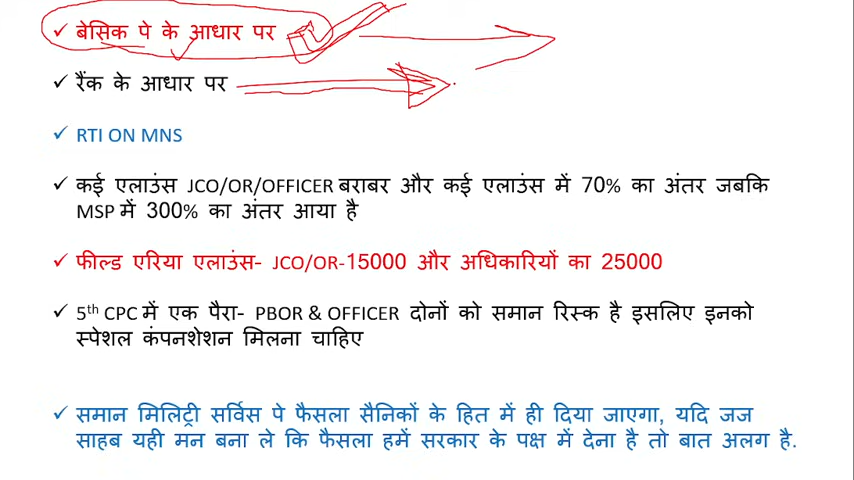 ✓ बेसिक पे के आधार पर
✓ रैंक के आधार पर
✓ RTI ON MNS
✓ कई एलाउंस JCO/OR/OFFICER बराबर और कई एलाउंस में 70% का अंतर जबकि
MSP में 300% का अंतर आया है
✓ फील्ड एरिया एलाउंस- JCO/OR-15000 और अधिकारियों का 25000
✓ 5th CPC में एक पैरा- PBOR & OFFICER दोनों को समान रिस्क है इसलिए इनको
स्पेशल कंपनशेशन मिलना चाहिए
✓ समान मिलिट्री सर्विस पे फैसला सैनिकों के हित में ही दिया जाएगा, यदि जज
साहब यही मन बना ले कि फैसला हमें सरकार के पक्ष में देना है तो बात अलग है.